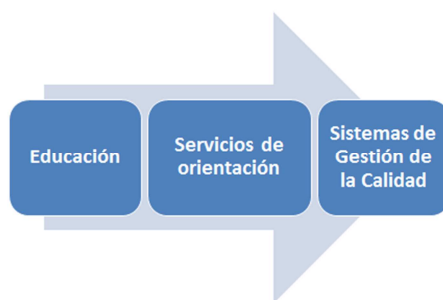 Educación
Servicios de
orientación
Sistemas de
Gestión de
la Calidad